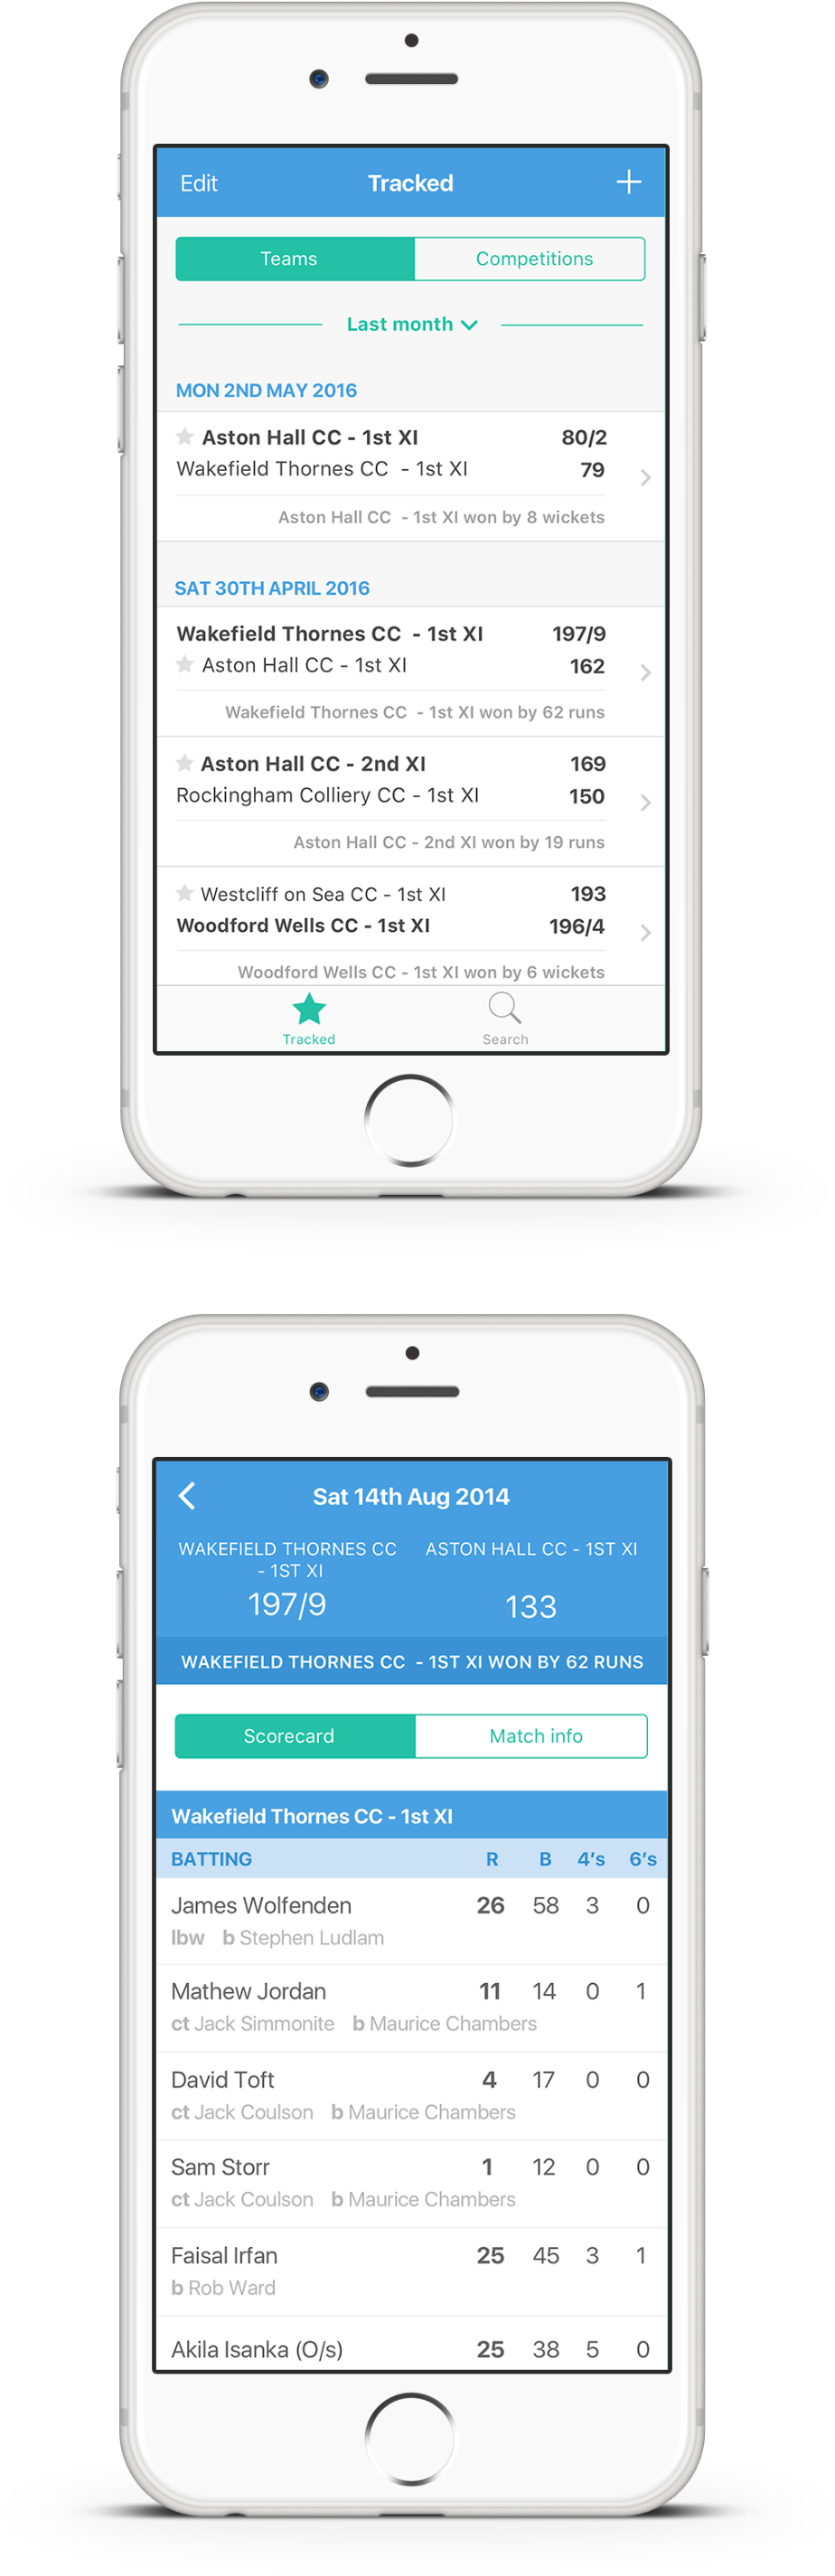 Edit Tracked +
Teams Competitions
Last month
MON 2ND MAY 2016
Aston Hall CC - 1st XI 80/2
Wakefield Thornes CC - 1st XI 79
Aston Hall CC - 1st XI won by 8 wickets
SAT 30TH APRIL 2016
Wakefield Thornes CC - 1st XI 197/9
Aston Hall CC - 1st XI 162
Wakefield Thornes CC - 1st XI won by 62 runs
Aston Hall CC - 2nd XI 169
Rockingham Colliery CC - 1st XI 150
Aston Hall CC - 2nd XI won by 19 runs
Westcliff on Sea CC - 1st XI 193
Woodford Wells CC - 1st XI 196/4
Woodford Wells CC - 1st XI won by 6 wickets
Tracked Search
Sat 14th Aug 2014
WAKEFIELD THORNES CC ASTON HALL CC - 1ST XI
- 1ST XI
197/9 133
WAKEFIELD THORNES CC - 1ST XI WON BY 62 RUNS
Scorecard Match info
Wakefield Thornes CC - 1st XI
BATTING R B 4's 6's
James Wolfenden 26 58 3 0
lbw b Stephen Ludlam
Mathew Jordan 11 14 0 1
ct Jack Simmonite b Maurice Chambers
David Toft 4 17 0 0
ct Jack Coulson b Maurice Chambers
Sam Storr 1 12 0 0
ct Jack Coulson b Maurice Chambers
Faisal Irfan 25 45 3 1
b Rob Ward
Akila Isanka (O/s) 25 38 5 0